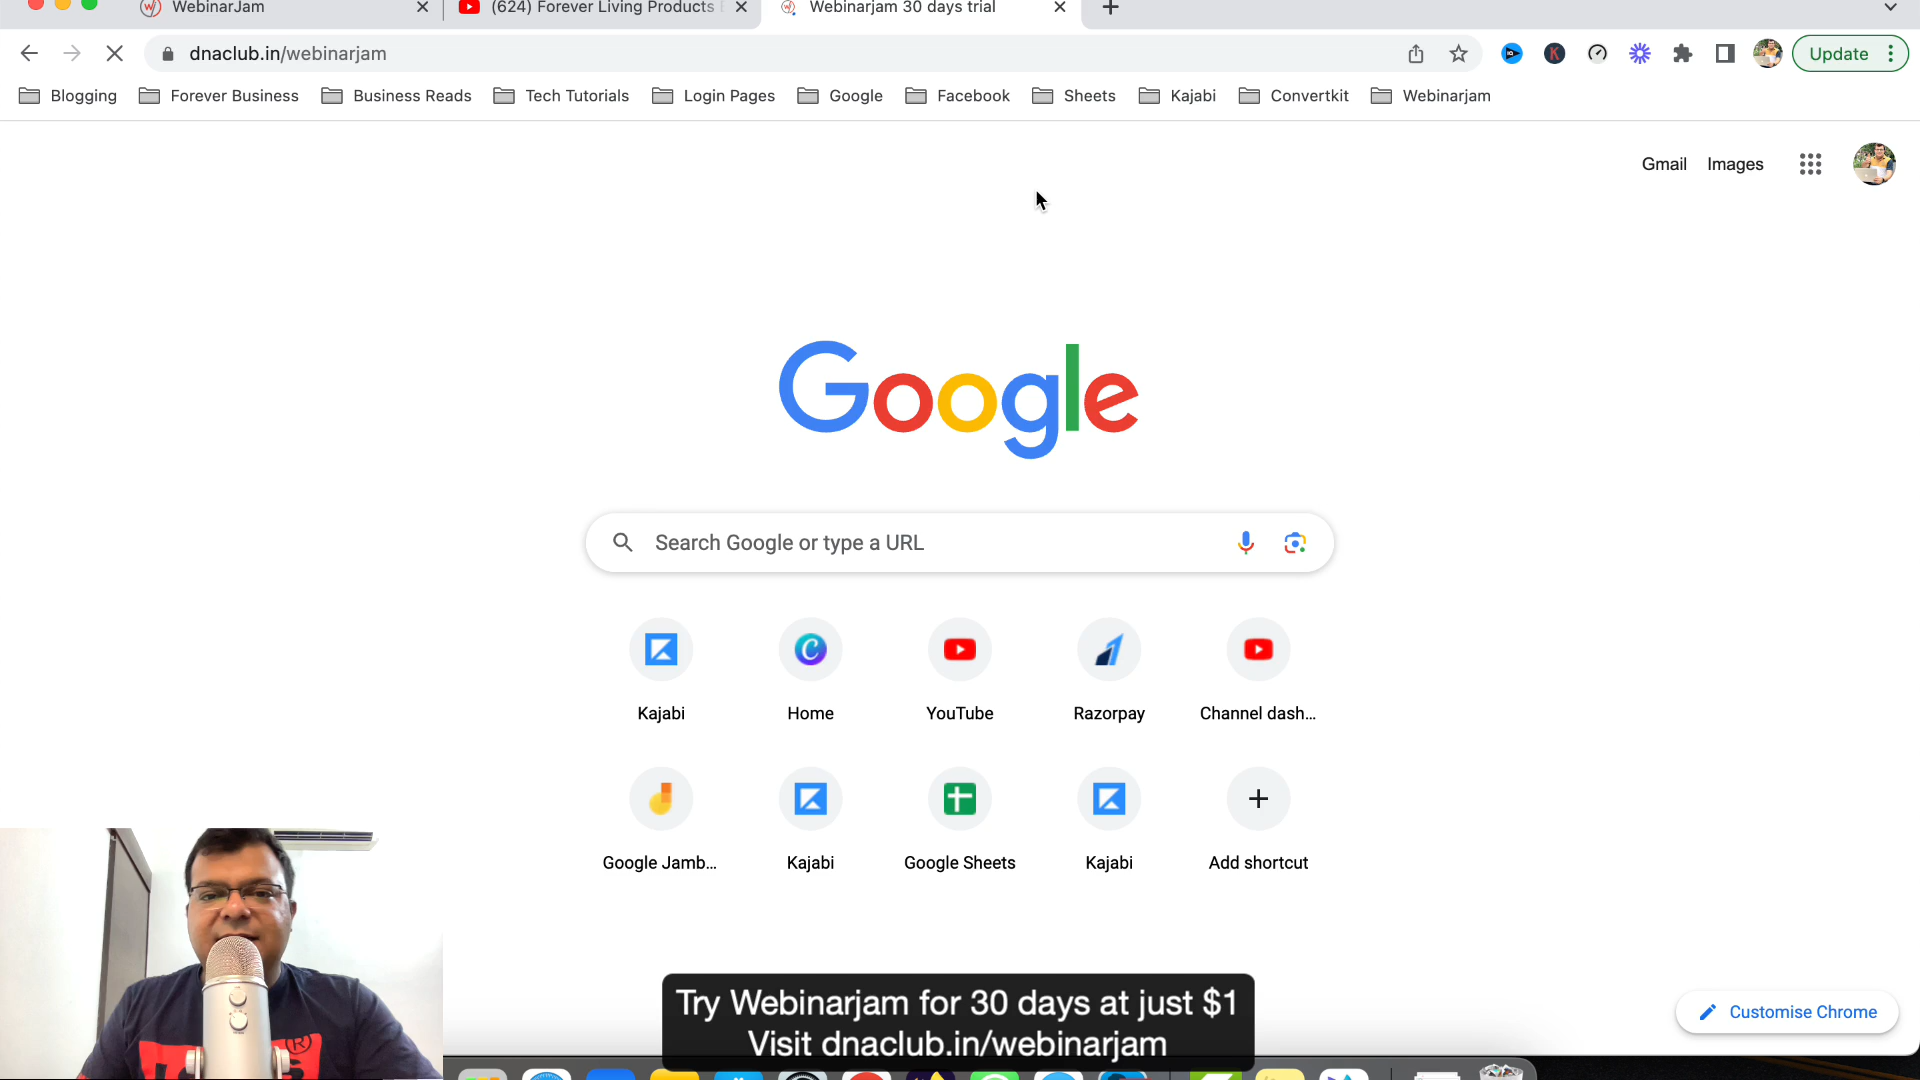 WebinarJam
(624) Forever Living Products
Webinarjam 30 days trial
dnaclub.in/webinarjam
Update
Blogging
Forever Business
Business Reads
Tech Tutorials
Login Pages
Google
Facebook
Sheets
Kajabi
Convertkit
Webinarjam
Gmail
Images
Google
Search Google or type a URL
Kajabi
Home
YouTube
Razorpay
Channel dash...
Google Jamb...
Kajabi
Google Sheets
Kajabi
Add shortcut
Customise Chrome
Try Webinarjam for 30 days at just $1
Visit dnaclub.in/webinarjam